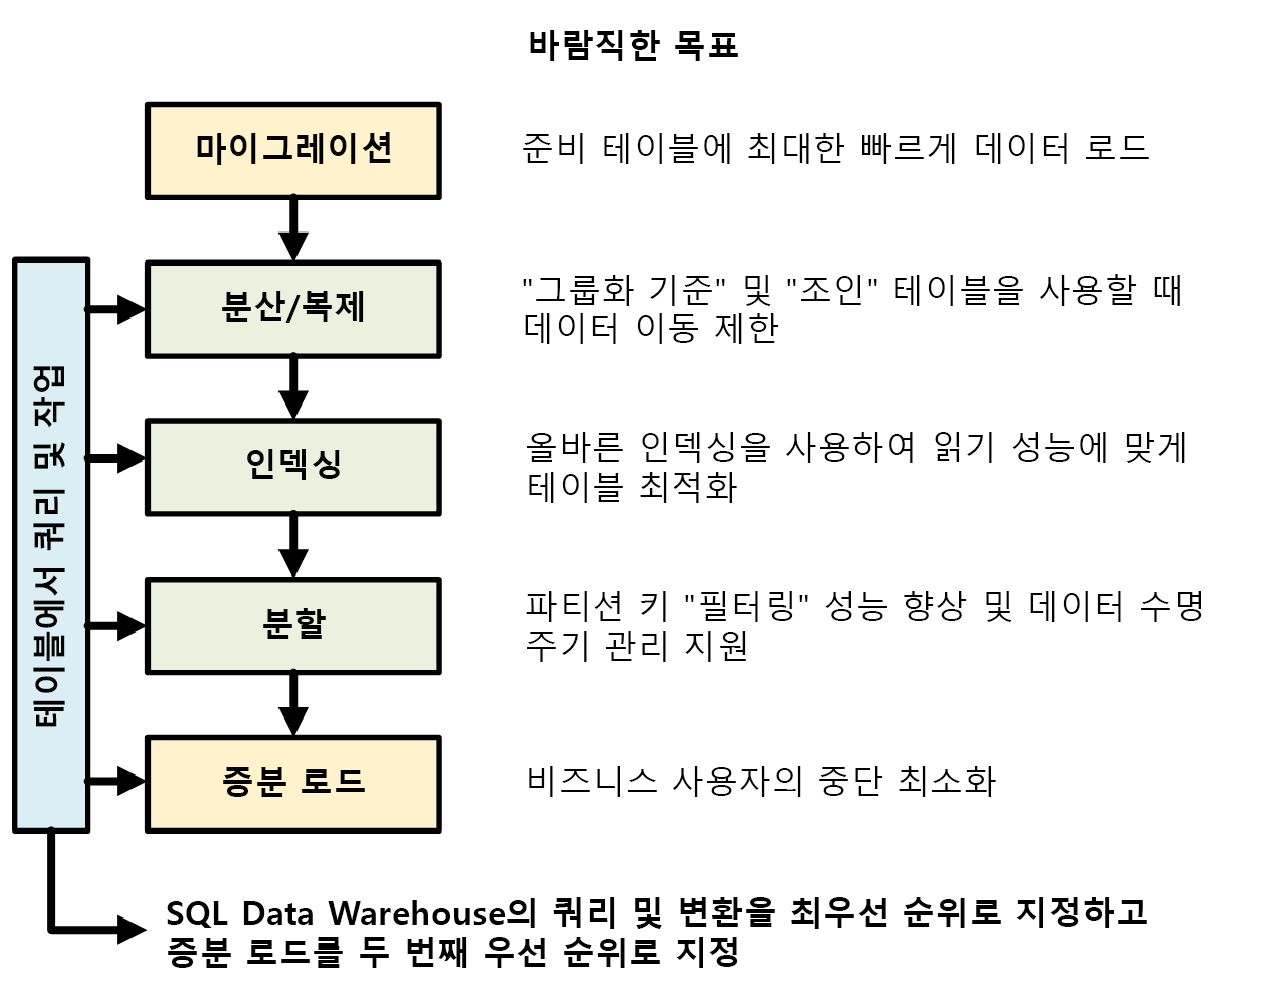 바람직한 목표
마이그레이션
준비 테이블에 최대한 빠르게 데이터 로드
분산/복제
"그룹화 기준" 및 "조인" 테이블을 사용할 때
데이터 이동 제한
인덱싱
올바른 인덱싱을 사용하여 읽기 성능에 맞게
테이블 최적화
분할
파티션 키 "필터링" 성능 향상 및 데이터 수명
주기 관리 지원
증분 로드
비즈니스 사용자의 중단 최소화
테이블에서 쿼리 및 작업
SQL Data Warehouse의 쿼리 및 변환을 최우선 순위로 지정하고
증분 로드를 두 번째 우선 순위로 지정